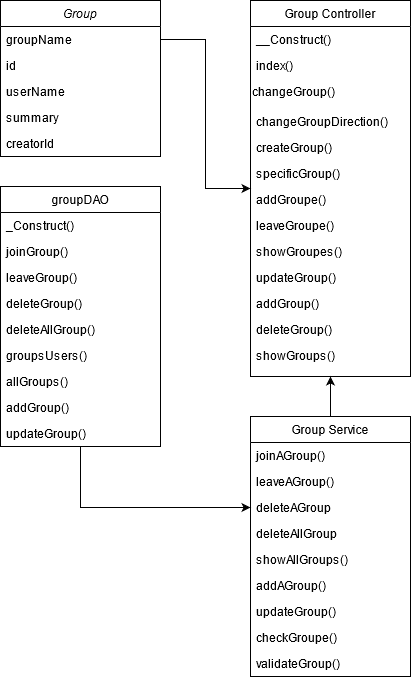 Group
groupName
id
userName
summary
creatorId
groupDAO
_Construct()
joinGroup()
leaveGroup()
deleteGroup()
deleteAllGroup()
groupsUsers()
allGroups()
addGroup()
updateGroup()
Group Controller
__Construct()
index()
changeGroup()
changeGroupDirection()
createGroup()
specificGroup()
addGroupe()
leaveGroupe()
showGroupes()
updateGroup()
addGroup()
deleteGroup()
showGroups()
Group Service
joinAGroup()
leaveAGroup()
deleteAGroup
deleteAllGroup
showAllGroups()
addAGroup()
updateGroup()
checkGroupe()
validateGroup()